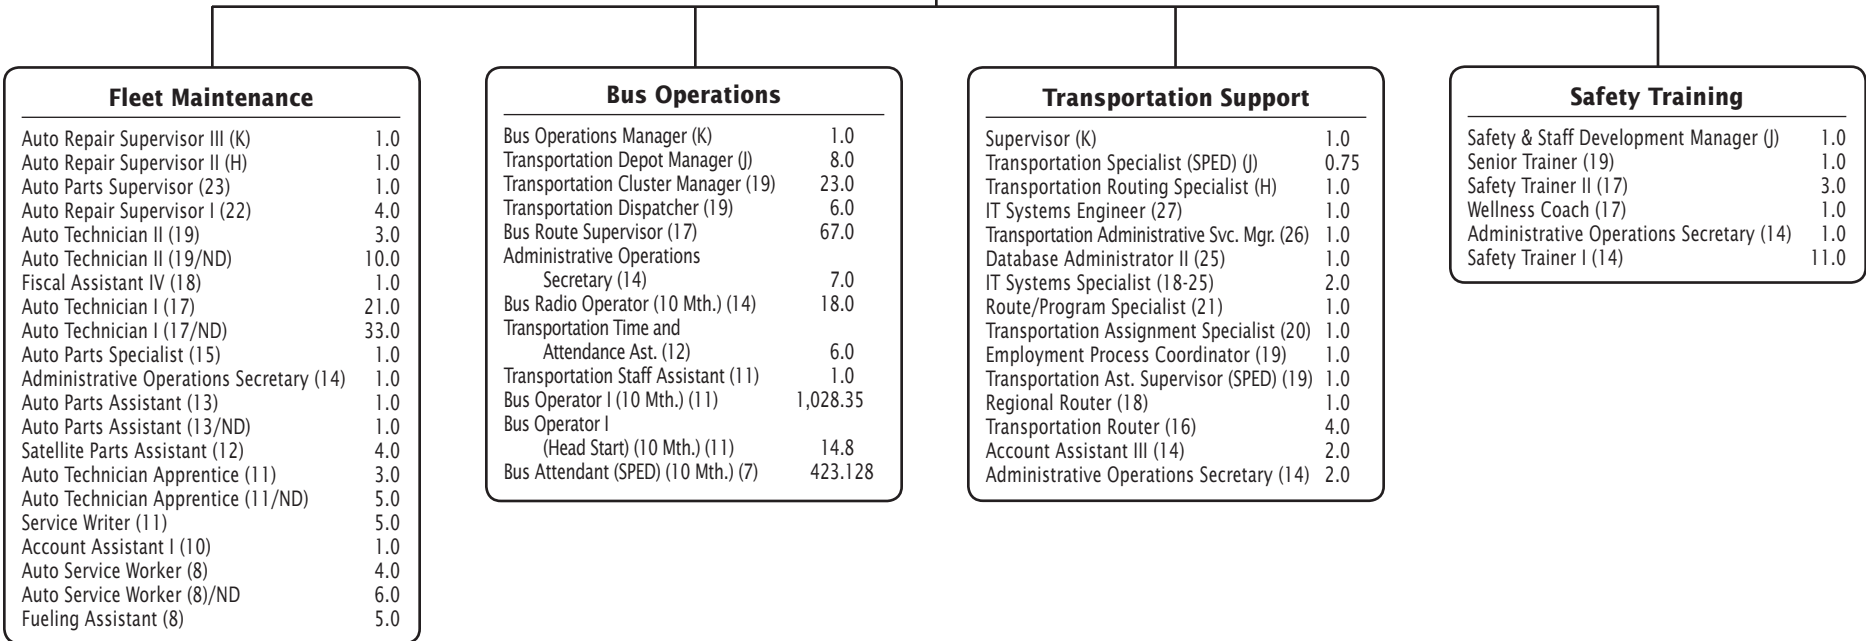 Fleet Maintenance
Auto Repair Supervisor III (K) 1.0
Auto Repair Supervisor II (H) 1.0
Auto Parts Supervisor (23) 1.0
Auto Repair Supervisor I (22) 4.0
Auto Technician II (19) 3.0
Auto Technician II (19/ND) 10.0
Fiscal Assistant IV (18) 1.0
Auto Technician I (17) 21.0
Auto Technician I (17/ND) 33.0
Auto Parts Specialist (15) 1.0
Administrative Operations Secretary (14) 1.0
Auto Parts Assistant (13) 1.0
Auto Parts Assistant (13/ND) 1.0
Satellite Parts Assistant (12) 4.0
Auto Technician Apprentice (11) 3.0
Auto Technician Apprentice (11/ND) 5.0
Service Writer (11) 5.0
Account Assistant I (10) 1.0
Auto Service Worker (8) 4.0
Auto Service Worker (8)/ND 6.0
Fueling Assistant (8) 5.0
Bus Operations
Bus Operations Manager (K) 1.0
Transportation Depot Manager (J) 8.0
Transportation Cluster Manager (19) 23.0
Transportation Dispatcher (19) 6.0
Bus Route Supervisor (17) 67.0
Administrative Operations
Secretary (14) 7.0
Bus Radio Operator (10 Mth.) (14) 18.0
Transportation Time and
Attendance Ast. (12) 6.0
Transportation Staff Assistant (11) 1.0
Bus Operator I (10 Mth.) (11) 1,028.35
Bus Operator I
(Head Start) (10 Mth.) (11) 14.8
Bus Attendant (SPED) (10 Mth.) (7) 423.128
Transportation Support
Supervisor (K) 1.0
Transportation Specialist (SPED) (J) 0.75
Transportation Routing Specialist (H) 1.0
IT Systems Engineer (27) 1.0
Transportation Administrative Svc. Mgr. (26) 1.0
Database Administrator II (25) 1.0
IT Systems Specialist (18-25) 2.0
Route/Program Specialist (21) 1.0
Transportation Assignment Specialist (20) 1.0
Employment Process Coordinator (19) 1.0
Transportation Ast. Supervisor (SPED) (19) 1.0
Regional Router (18) 1.0
Transportation Router (16) 4.0
Account Assistant III (14) 2.0
Administrative Operations Secretary (14) 2.0
Safety Training
Safety & Staff Development Manager (J) 1.0
Senior Trainer (19) 1.0
Safety Trainer II (17) 3.0
Wellness Coach (17) 1.0
Administrative Operations Secretary (14) 1.0
Safety Trainer I (14) 11.0